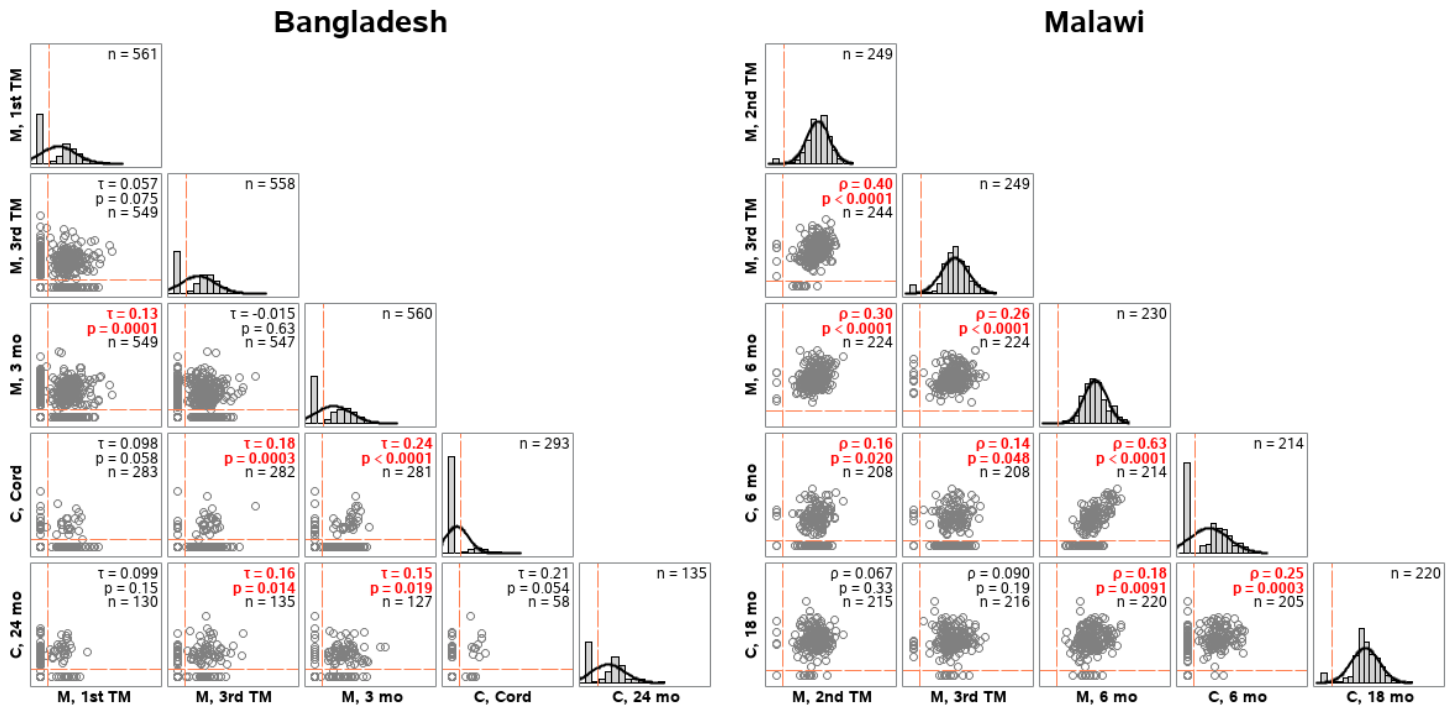 Bangladesh
M, 1st TM
n = 561
M, 3rd TM
τ = 0.057
p = 0.075
n = 549
n = 558
M, 3 mo
τ = 0.13
p = 0.0001
n = 549
τ = -0.015
p = 0.63
n = 547
n = 560
C, Cord
τ = 0.098
p = 0.058
n = 283
τ = 0.18
p = 0.0003
n = 282
τ = 0.24
p < 0.0001
n = 281
n = 293
C, 24 mo
τ = 0.099
p = 0.15
n = 130
τ = 0.16
p = 0.014
n = 135
τ = 0.15
p = 0.019
n = 127
τ = 0.21
p = 0.054
n = 58
n = 135
M, 1st TM
M, 3rd TM
M, 3 mo
C, Cord
C, 24 mo
Malawi
M, 2nd TM
n = 249
M, 3rd TM
ρ = 0.40
p < 0.0001
n = 244
n = 249
M, 6 mo
ρ = 0.30
p < 0.0001
n = 224
ρ = 0.26
p < 0.0001
n = 224
n = 230
C, 6 mo
ρ = 0.16
p = 0.020
n = 208
ρ = 0.14
p = 0.048
n = 208
ρ = 0.63
p < 0.0001
n = 214
n = 214
C, 18 mo
ρ = 0.067
p = 0.33
n = 215
ρ = 0.090
p = 0.19
n = 216
ρ = 0.18
p = 0.0091
n = 220
ρ = 0.25
p = 0.0003
n = 205
n = 220
M, 2nd TM
M, 3rd TM
M, 6 mo
C, 6 mo
C, 18 mo